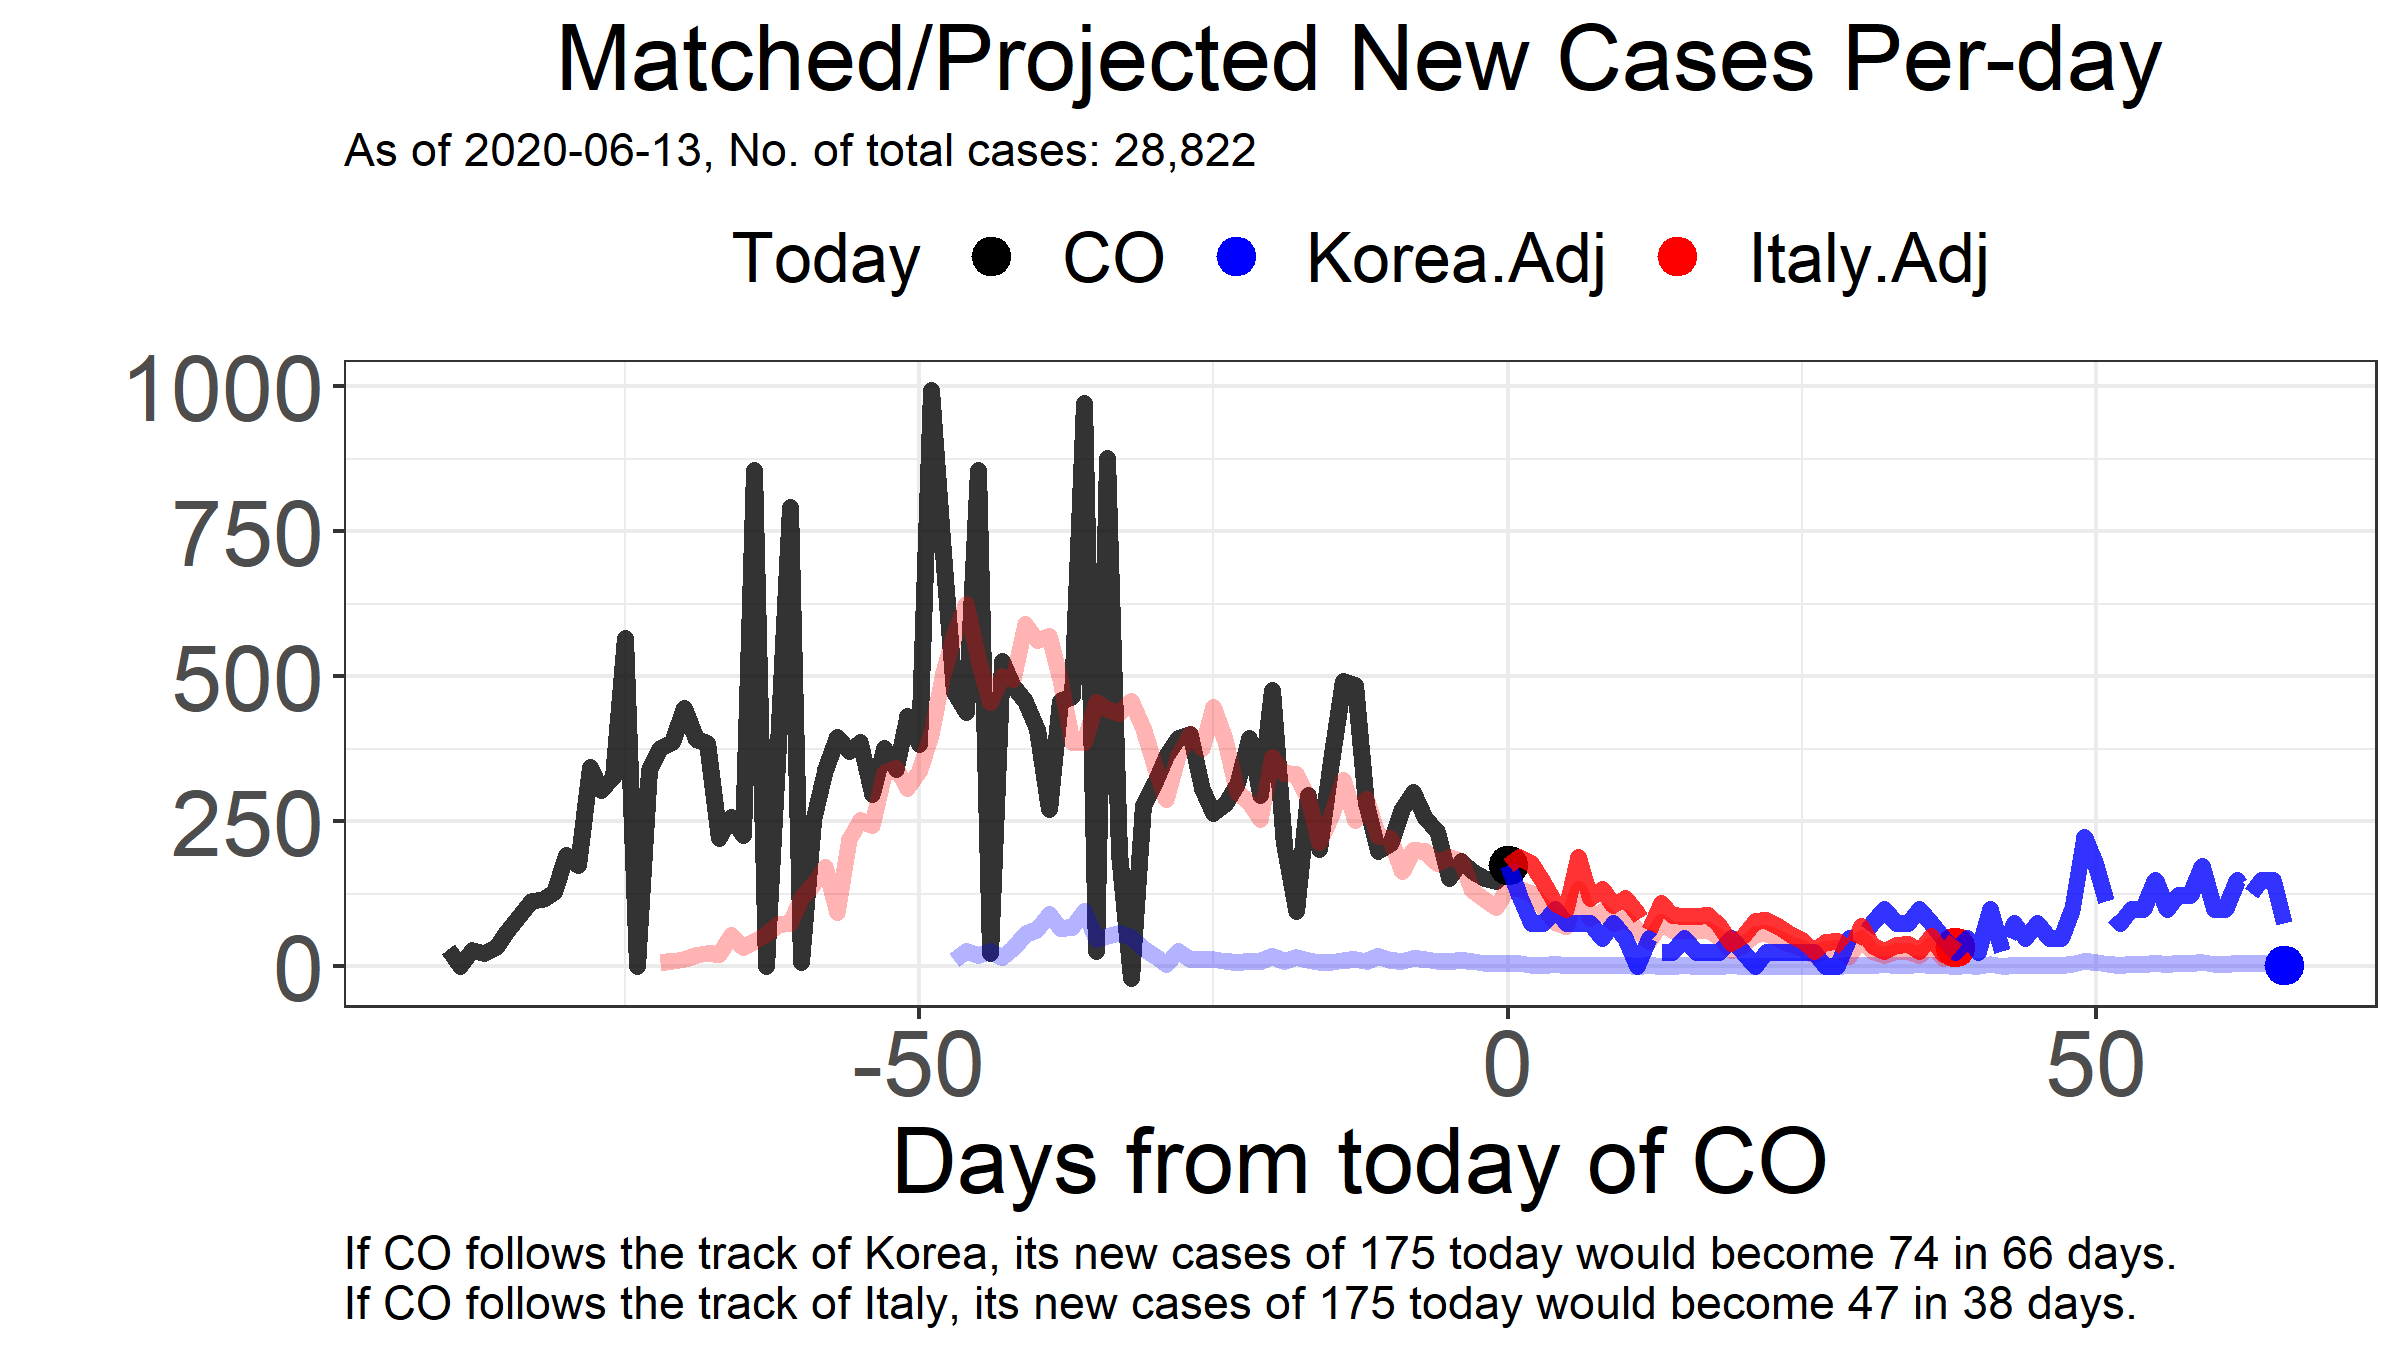 Matched/Projected New Cases Per-day
As of 2020-06-13, No. of total cases: 28,822
Today CO Korea.Adj Italy.Adj
1000
750
500
250
0
-50 0 50
Days from today of CO
If CO follows the track of Korea, its new cases of 175 today would become 74 in 66 days.
If CO follows the track of Italy, its new cases of 175 today would become 47 in 38 days.